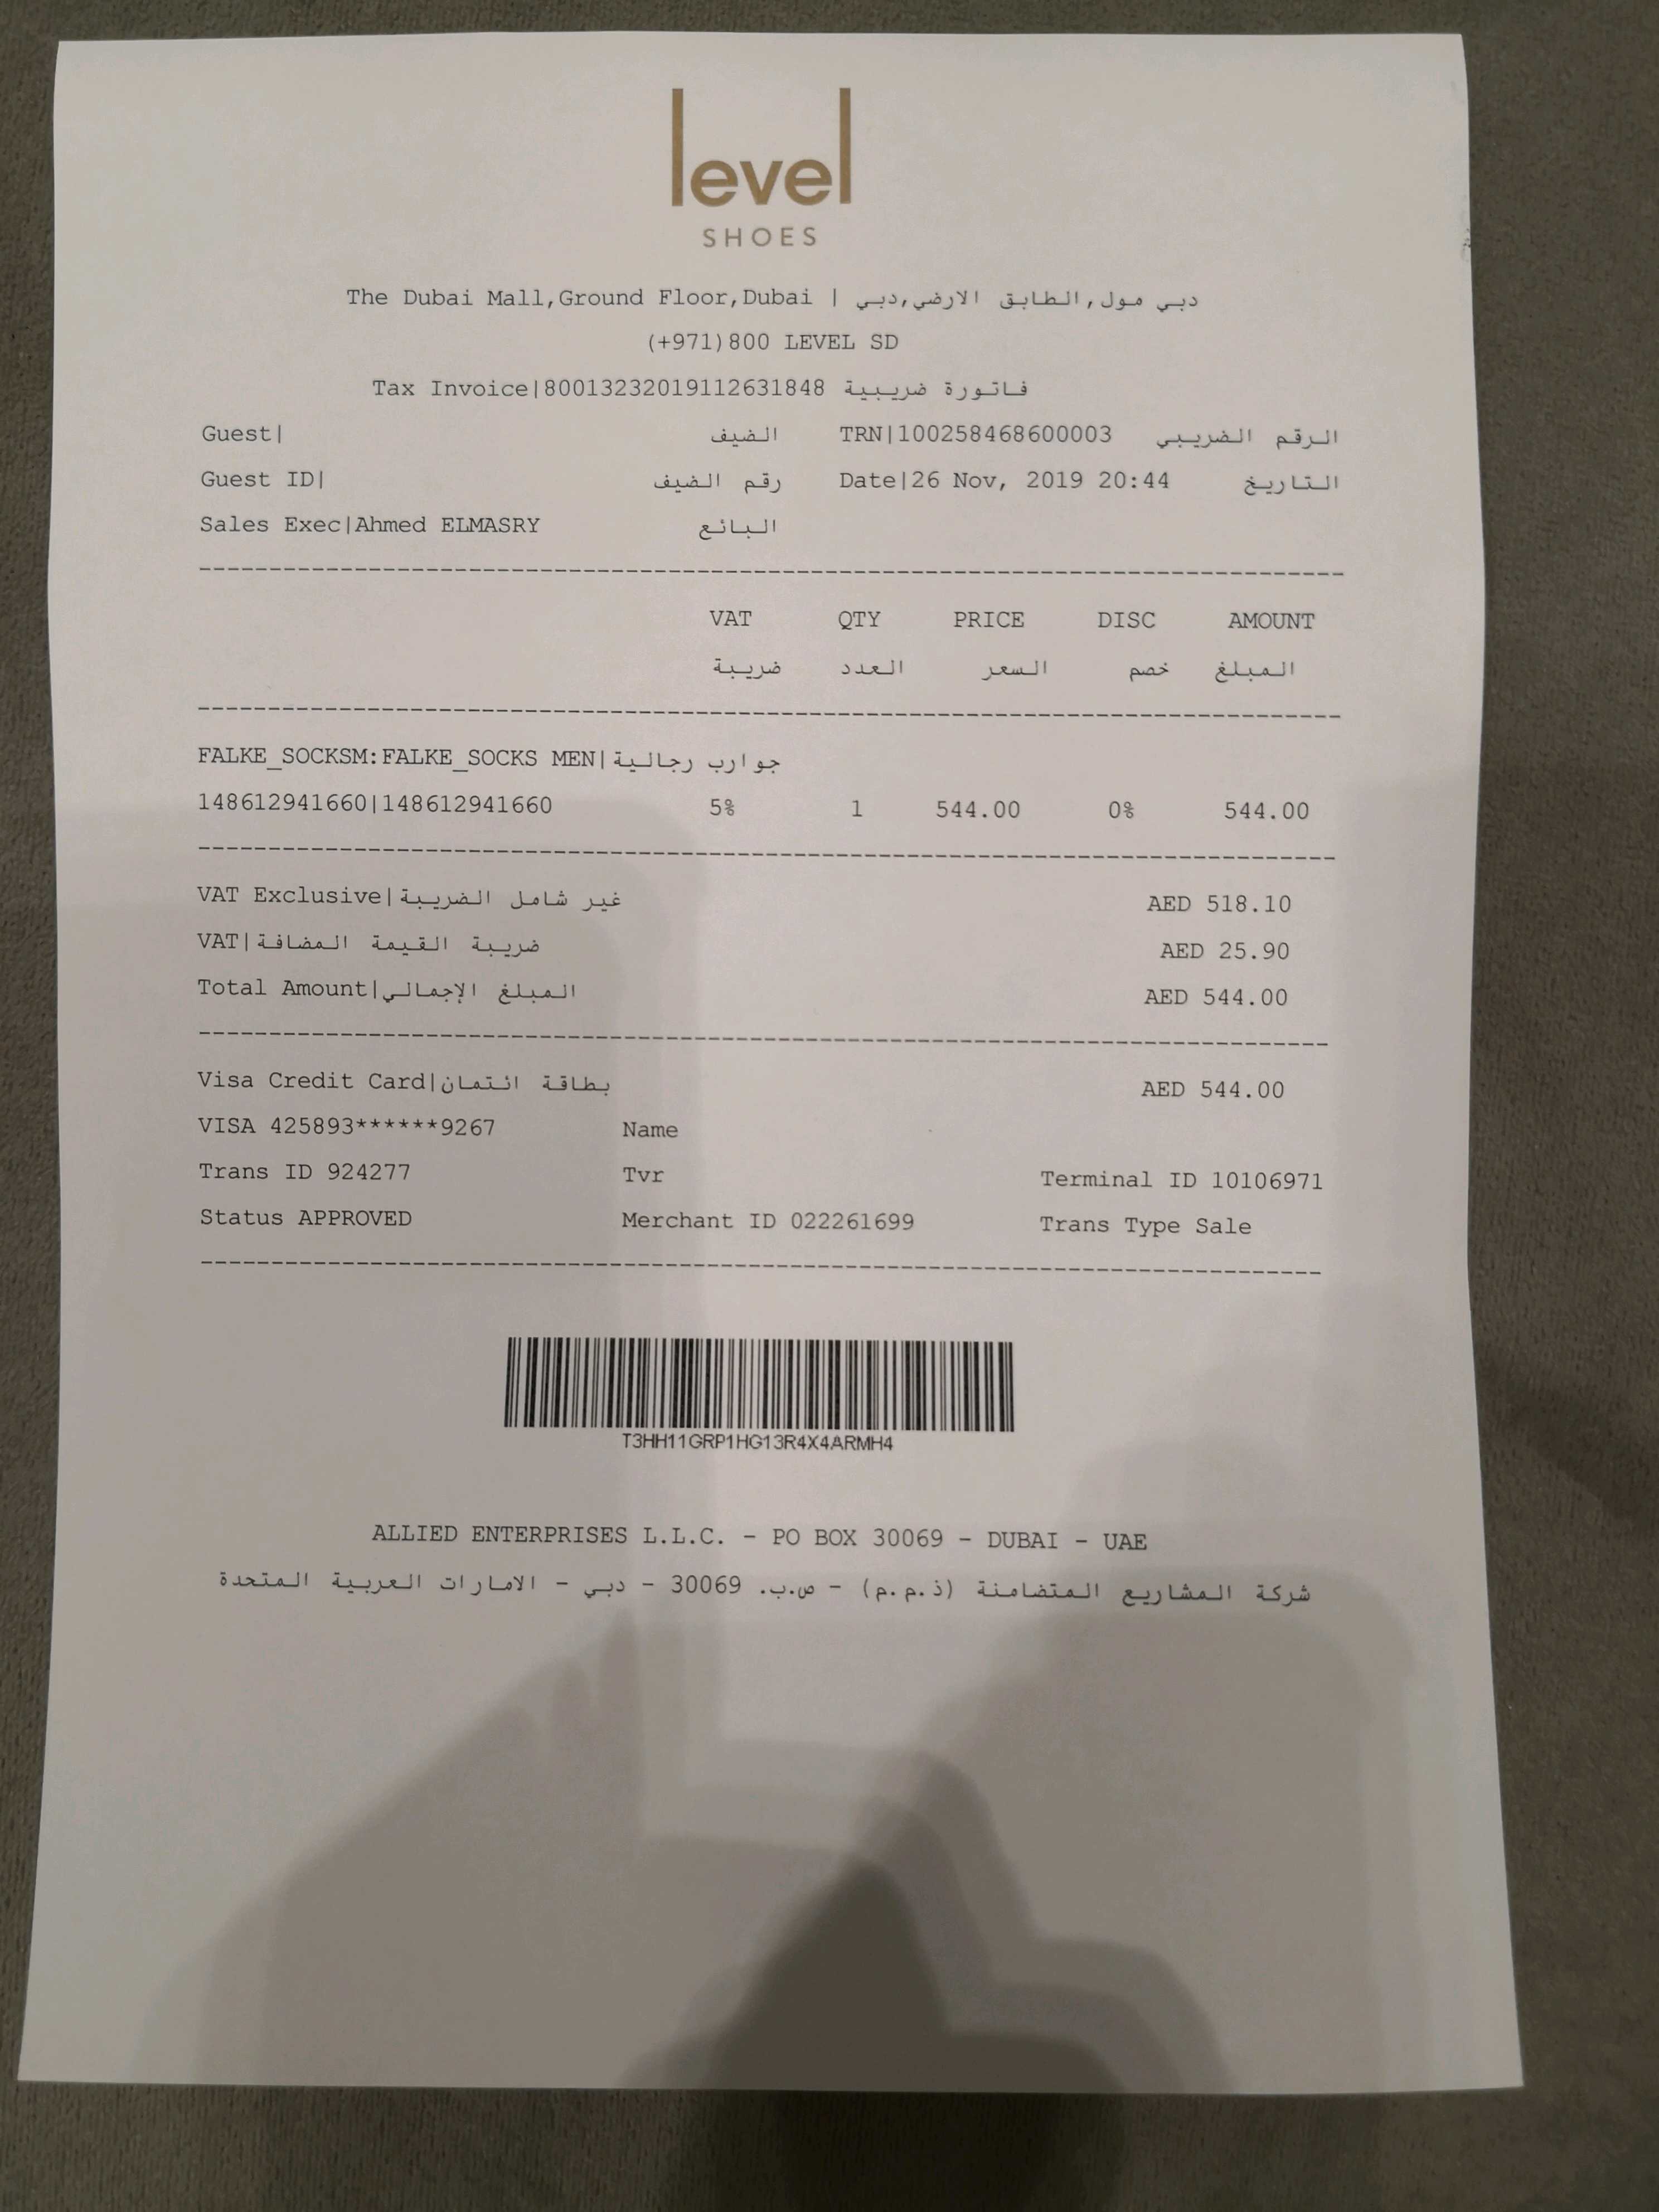 level
SHOES
The Dubai Mall,Ground Floor,Dubai | دبي مول,الطابق الارضي,دبي
(+971)800 LEVEL SD
Tax Invoice|80013232019112631848 فاتورة ضريبية
Guest| الضيف TRN|100258468600003 الرقم الضريبي
Guest ID| رقم الضيف Date|26 Nov, 2019 20:44 التاريخ
Sales Exec|Ahmed ELMASRY البائع
VAT QTY PRICE DISC AMOUNT
ضريبة العدد السعر خصم المبلغ
FALKE_SOCKSM:FALKE_SOCKS MEN|جوارب رجالية
148612941660|148612941660 5% 1 544.00 0% 544.00
VAT Exclusive|غير شامل الضريبة AED 518.10
VAT|ضريبة القيمة المضافة AED 25.90
Total Amount|المبلغ الإجمالي AED 544.00
Visa Credit Card|بطاقة ائتمان AED 544.00
VISA 425893******9267 Name
Trans ID 924277 Tvr Terminal ID 10106971
Status APPROVED Merchant ID 022261699 Trans Type Sale
T3HH11GRP1HG13R4X4ARMH4
ALLIED ENTERPRISES L.L.C. - PO BOX 30069 - DUBAI - UAE
شركة المشاريع المتضامنة (ذ.م.م) - ص.ب. 30069 - دبي - الامارات العربية المتحدة